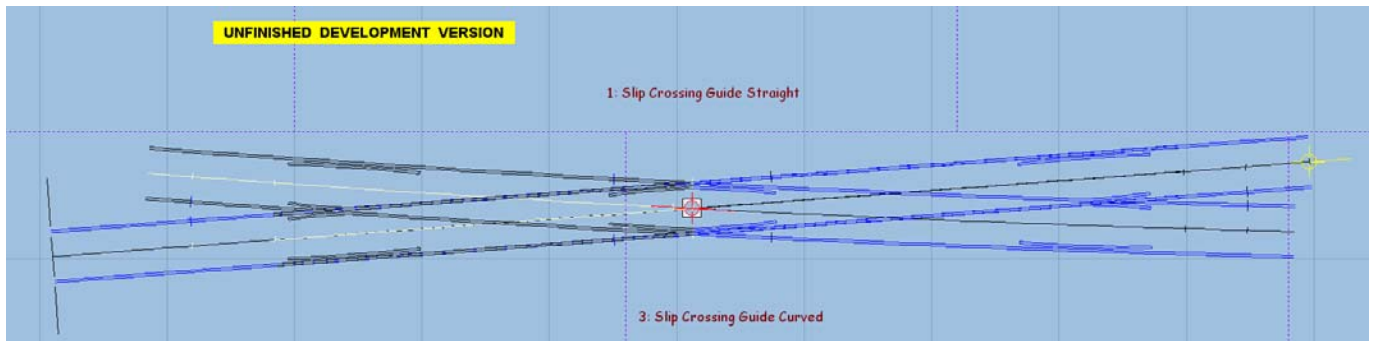 UNFINISHED DEVELOPMENT VERSION
1: Slip Crossing Guide Straight
3: Slip Crossing Guide Curved